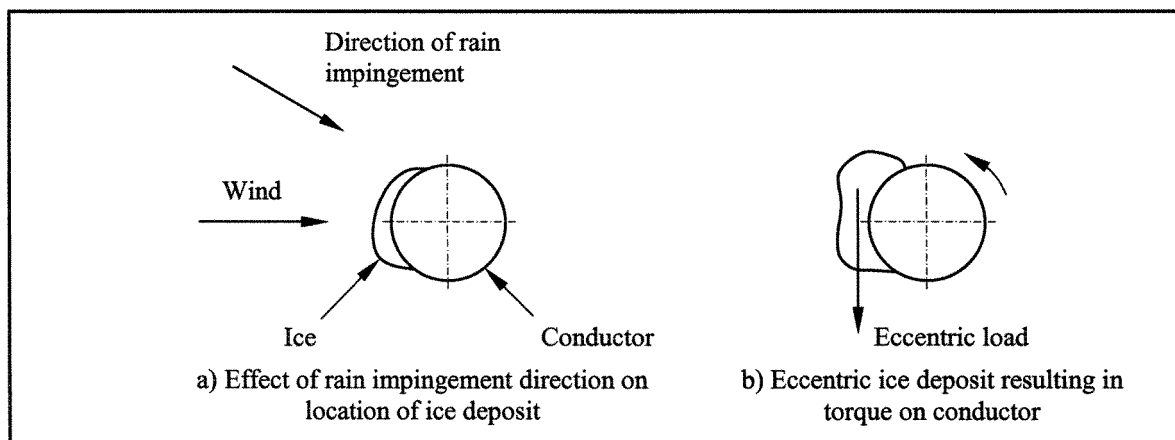 Direction of rain
impingement
Wind
Ice
Conductor
a) Effect of rain impingement direction on
location of ice deposit
Eccentric load
b) Eccentric ice deposit resulting in
torque on conductor